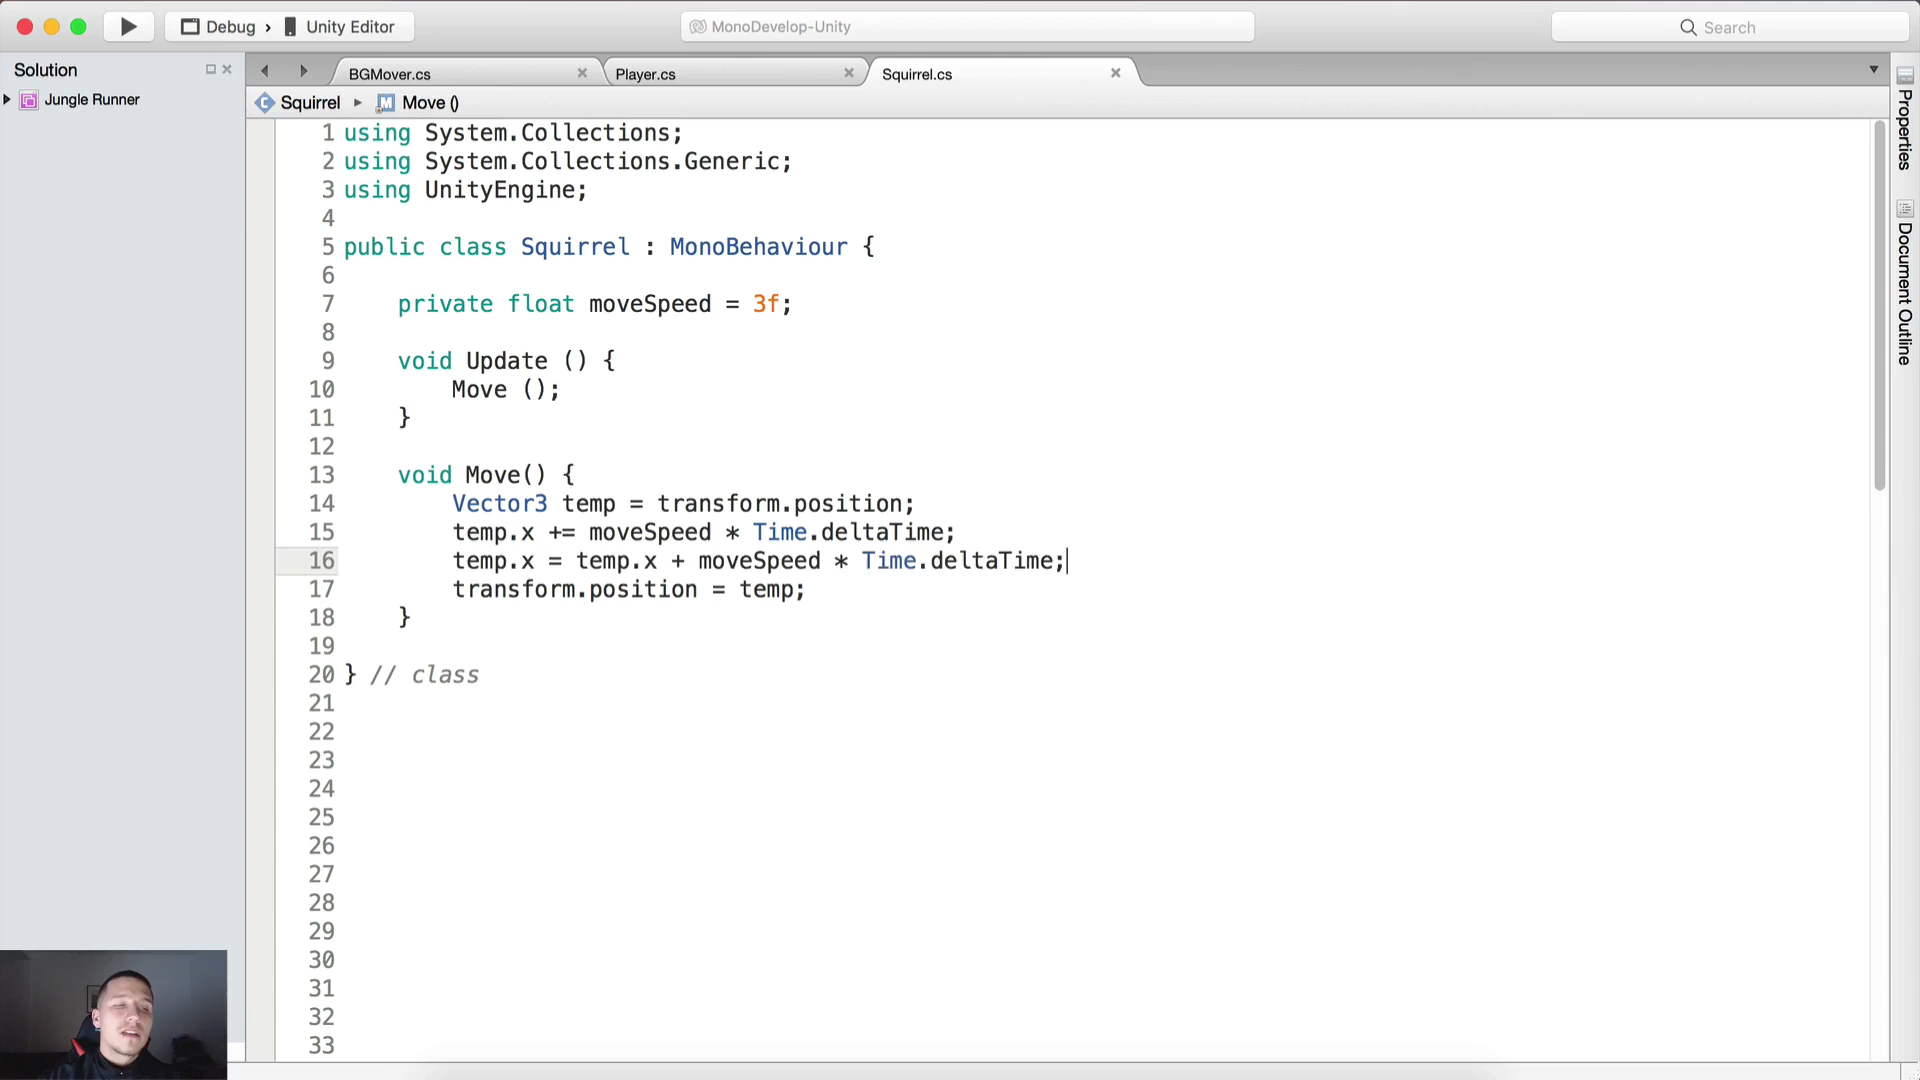 Debug › Unity Editor
MonoDevelop-Unity
Search
Solution
Jungle Runner
BGMover.cs
Player.cs
Squirrel.cs
Squirrel
Move ()
1 using System.Collections;
2 using System.Collections.Generic;
3 using UnityEngine;
4
5 public class Squirrel : MonoBehaviour {
6
7 private float moveSpeed = 3f;
8
9 void Update () {
10 Move ();
11 }
12
13 void Move() {
14 Vector3 temp = transform.position;
15 temp.x += moveSpeed * Time.deltaTime;
16 temp.x = temp.x + moveSpeed * Time.deltaTime;
17 transform.position = temp;
18 }
19
20 } // class
21
22
23
24
25
26
27
28
29
30
31
32
33
Properties
Document Outline